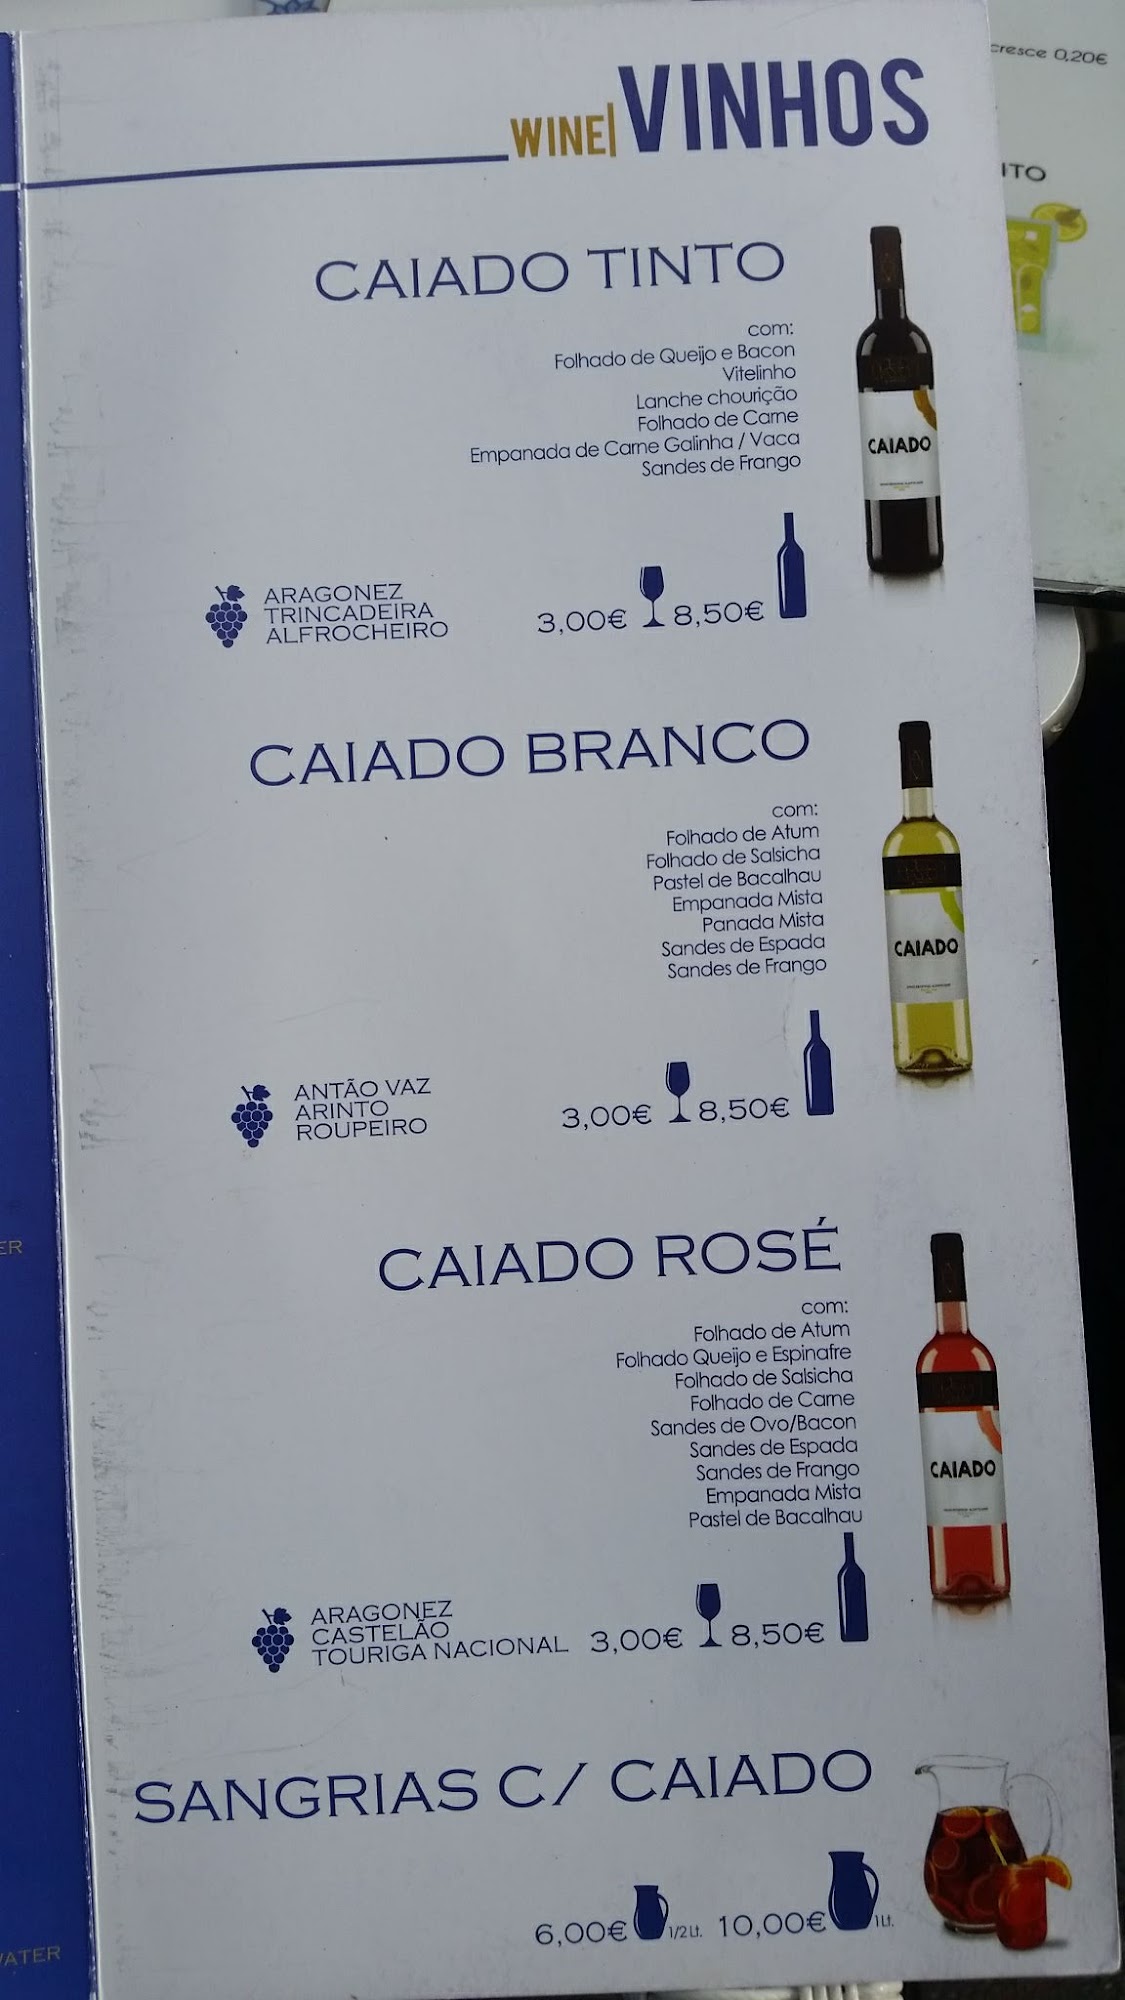 cresce 0,20€
ITO
WINE|VINHOS
CAIADO TINTO
com:
Folhado de Queijo e Bacon
Vitelinho
Lanche chourição
Folhado de Carne
Empanada de Carne Galinha / Vaca
Sandes de Frango
CAIADO
ARAGONEZ
TRINCADEIRA
ALFROCHEIRO
3,00€ 8,50€
CAIADO BRANCO
com:
Folhado de Atum
Folhado de Salsicha
Pastel de Bacalhau
Empanada Mista
Panada Mista
Sandes de Espada
Sandes de Frango
CAIADO
ANTÃO VAZ
ARINTO
ROUPEIRO
3,00€ 8,50€
CAIADO ROSÉ
com:
Folhado de Atum
Folhado Queijo e Espinafre
Folhado de Salsicha
Folhado de Carne
Sandes de Ovo/Bacon
Sandes de Espada
Sandes de Frango
Empanada Mista
Pastel de Bacalhau
CAIADO
ARAGONEZ
CASTELÃO
TOURIGA NACIONAL
3,00€ 8,50€
SANGRIAS C/ CAIADO
6,00€ 1/2 Lt. 10,00€ 1 Lt.
ER
WATER